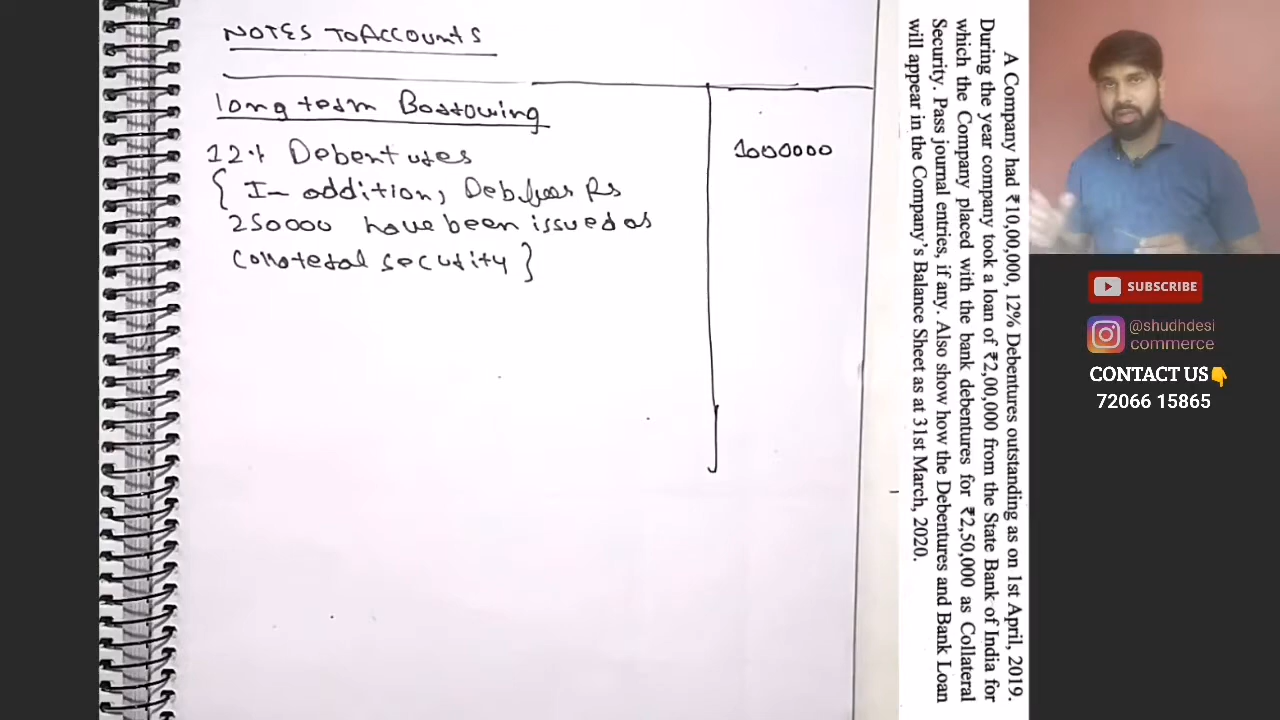 NOTES To Accounts
long term Borrowing
12% Debentures
1000000
{ In addition, Deb. for Rs
250000 have been issued as
Collateral security }
A Company had ₹10,00,000, 12% Debentures outstanding as on 1st April, 2019.
During the year company took a loan of ₹2,00,000 from the State Bank of India for
which the Company placed with the bank debentures for ₹2,50,000 as Collateral
Security. Pass journal entries, if any. Also show how the Debentures and Bank Loan
will appear in the Company's Balance Sheet as at 31st March, 2020.
SUBSCRIBE
@shudhdesi
commerce
CONTACT US👇
72066 15865